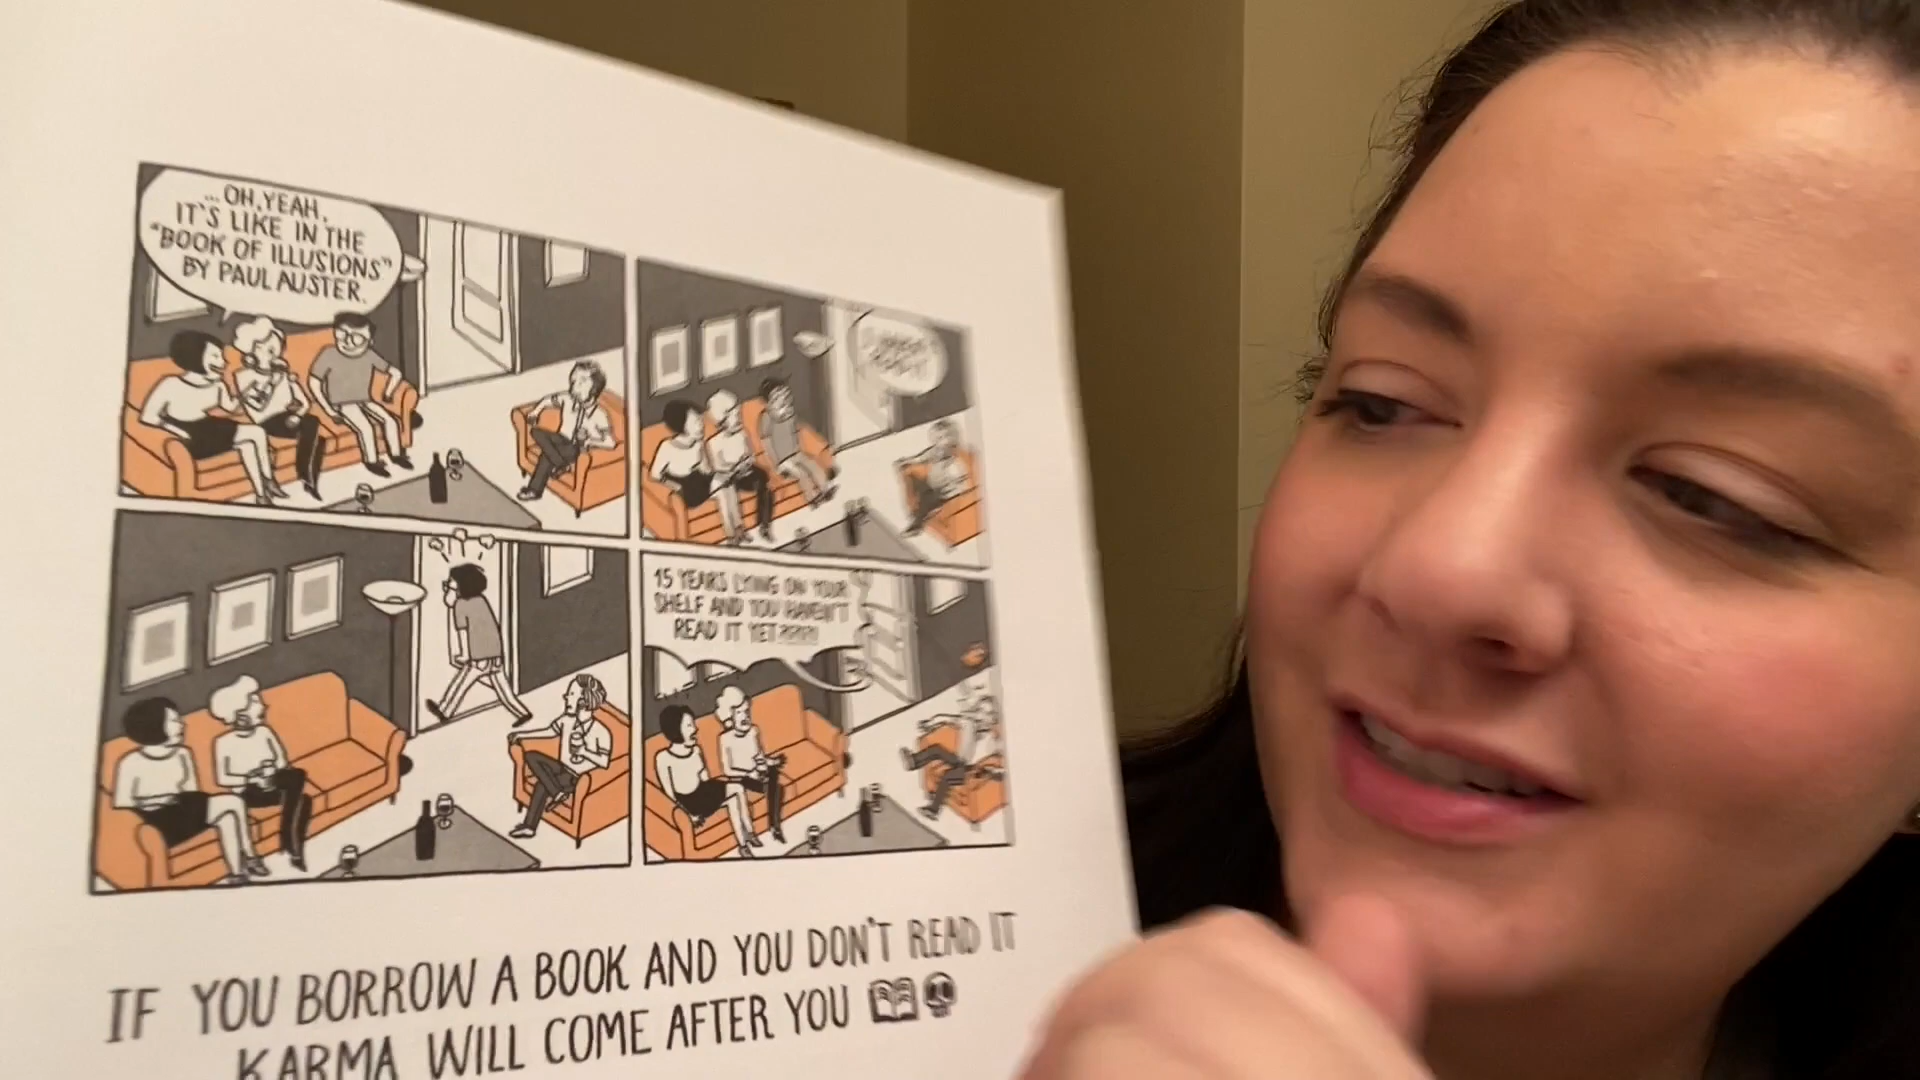 ...OH, YEAH.
IT'S LIKE IN THE
"BOOK OF ILLUSIONS"
BY PAUL AUSTER.
15 YEARS LYING ON YOUR
SHELF AND YOU HAVEN'T
READ IT YET?!?!?!
IF YOU BORROW A BOOK AND YOU DON'T READ IT
KARMA WILL COME AFTER YOU